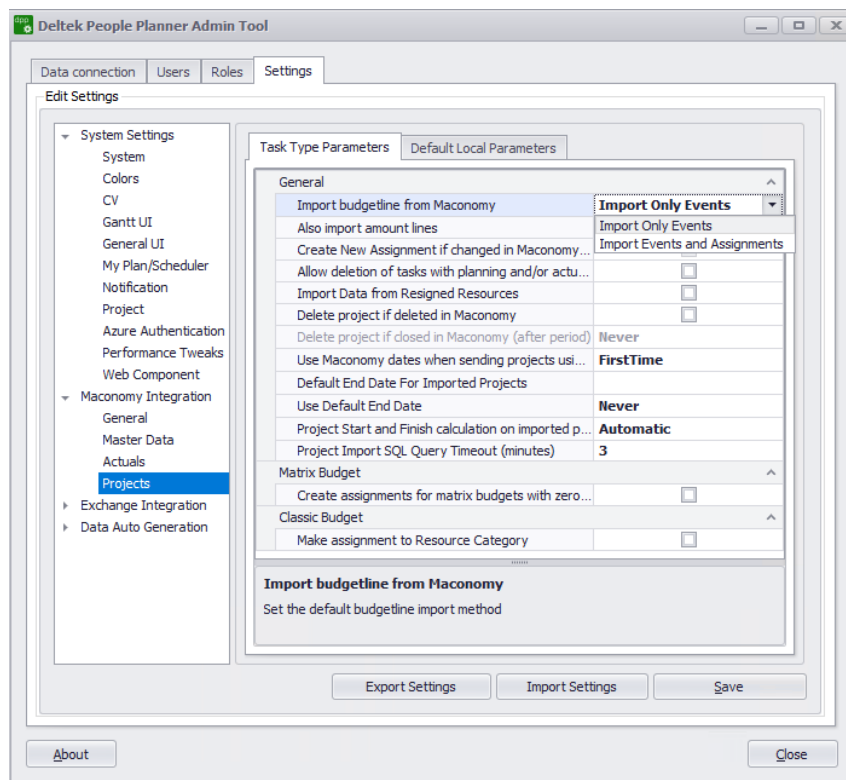 dpp
Deltek People Planner Admin Tool
Data connection Users Roles Settings
Edit Settings
System Settings
System
Colors
CV
Gantt UI
General UI
My Plan/Scheduler
Notification
Project
Azure Authentication
Performance Tweaks
Web Component
Maconomy Integration
General
Master Data
Actuals
Projects
Exchange Integration
Data Auto Generation
Task Type Parameters Default Local Parameters
General
Import budgetline from Maconomy Import Only Events
Import Only Events
Import Events and Assignments
Also import amount lines
Create New Assignment if changed in Maconomy...
Allow deletion of tasks with planning and/or actu...
Import Data from Resigned Resources
Delete project if deleted in Maconomy
Delete project if closed in Maconomy (after period) Never
Use Maconomy dates when sending projects usi... FirstTime
Default End Date For Imported Projects
Use Default End Date Never
Project Start and Finish calculation on imported p... Automatic
Project Import SQL Query Timeout (minutes) 3
Matrix Budget
Create assignments for matrix budgets with zero...
Classic Budget
Make assignment to Resource Category
Import budgetline from Maconomy
Set the default budgetline import method
Export Settings Import Settings Save
About Close